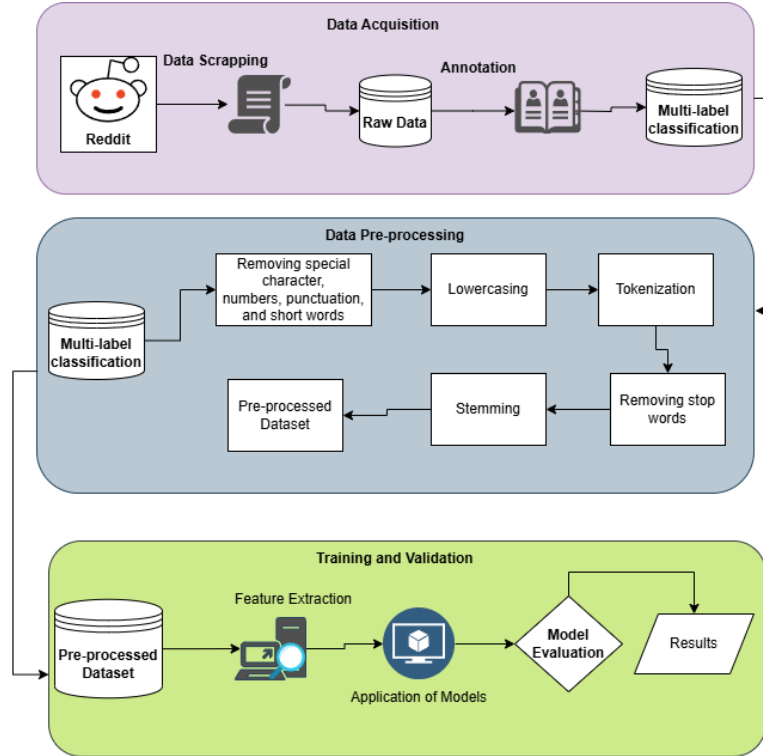 Data Acquisition
Data Scrapping
Annotation
Reddit
Raw Data
Multi-label
classification
Data Pre-processing
Multi-label
classification
Removing special
character,
numbers, punctuation,
and short words
Lowercasing
Tokenization
Removing stop
words
Stemming
Pre-processed
Dataset
Training and Validation
Pre-processed
Dataset
Feature Extraction
Application of Models
Model
Evaluation
Results